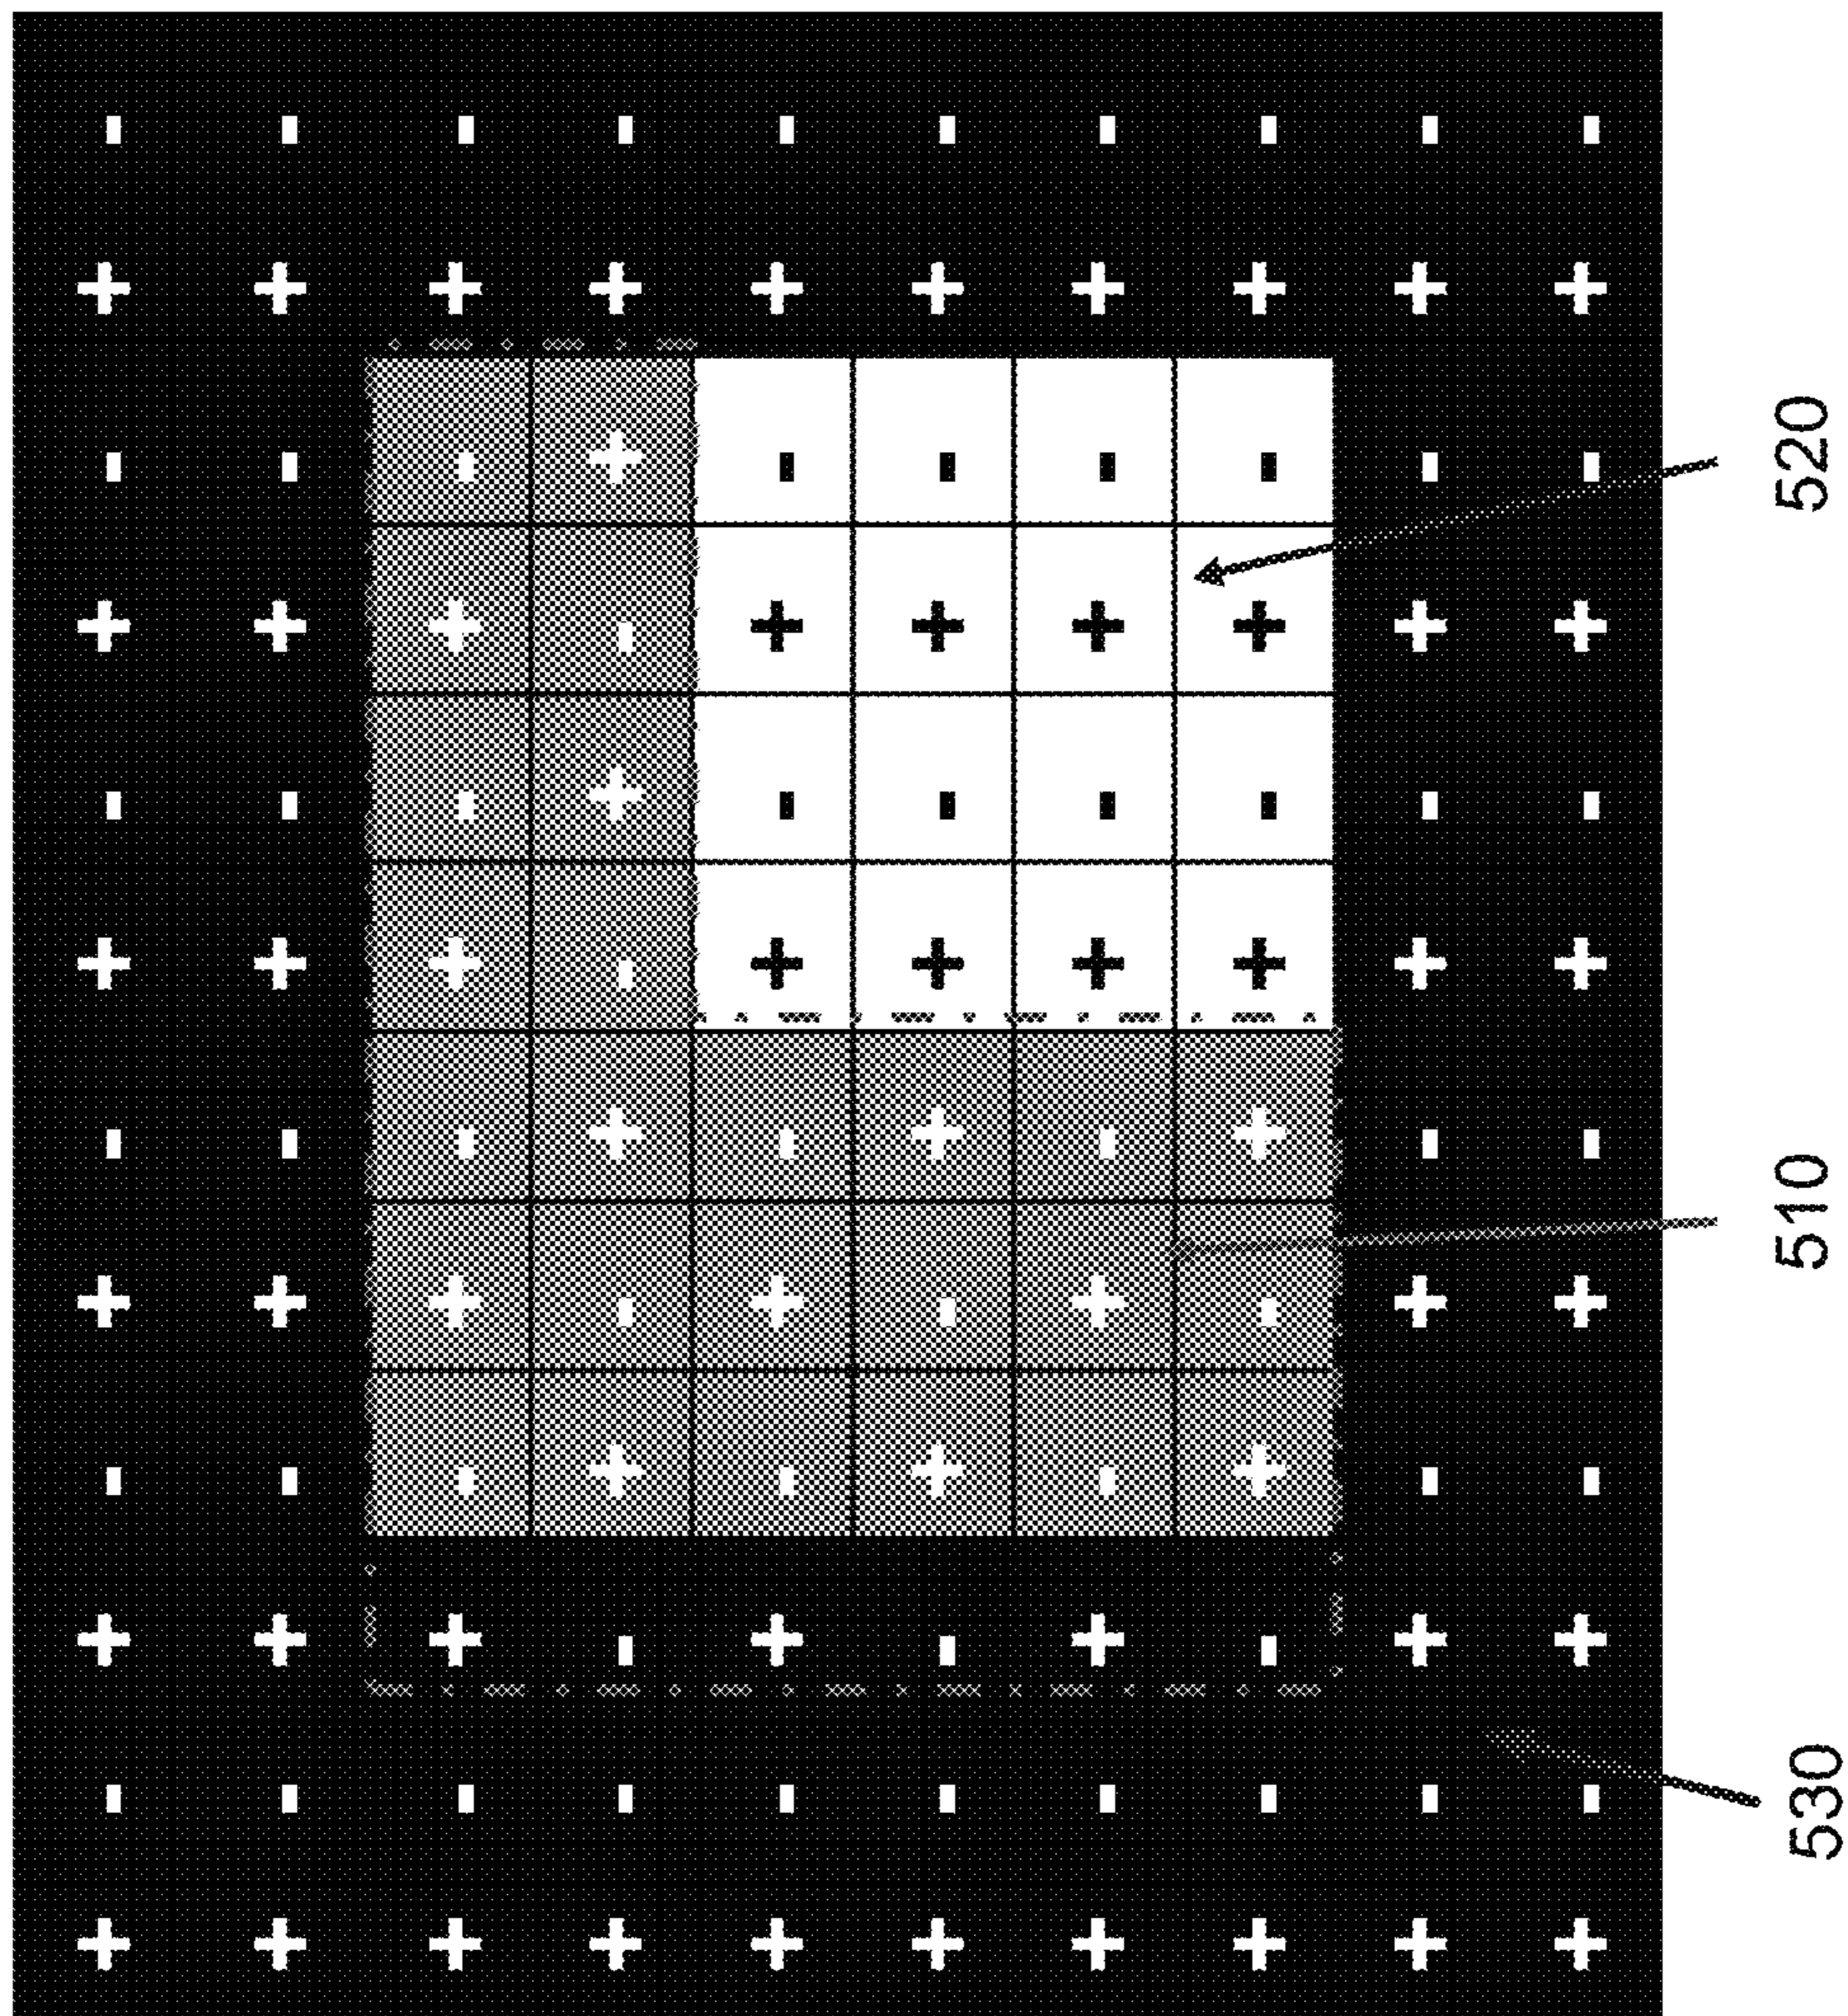 + - + - + - + - + - + -
+ - + - + - + - + - + -
+ - + - + - + - + - + -
+ - - + - + - + - + + -
+ - + - + - + - + - + -
+ - - + - + + - + - + -
+ - + - + - + - + - + -
+ - - + - + + - + - + -
+ - + - + - + - + - + -
+ - + - + - + - + - + -
530 510 520